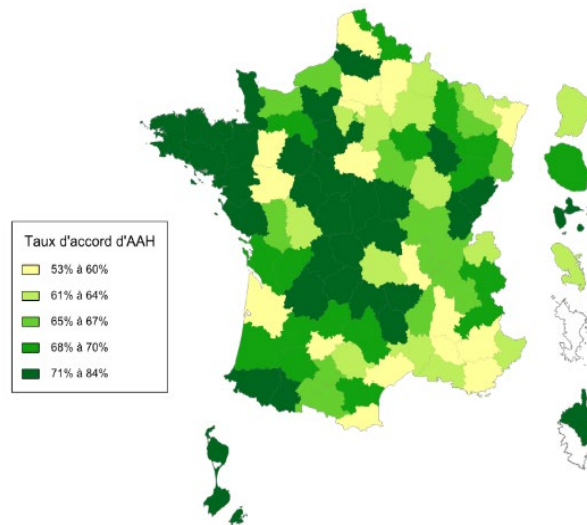 Taux d'accord d'AAH
53% à 60%
61% à 64%
65% à 67%
68% à 70%
71% à 84%